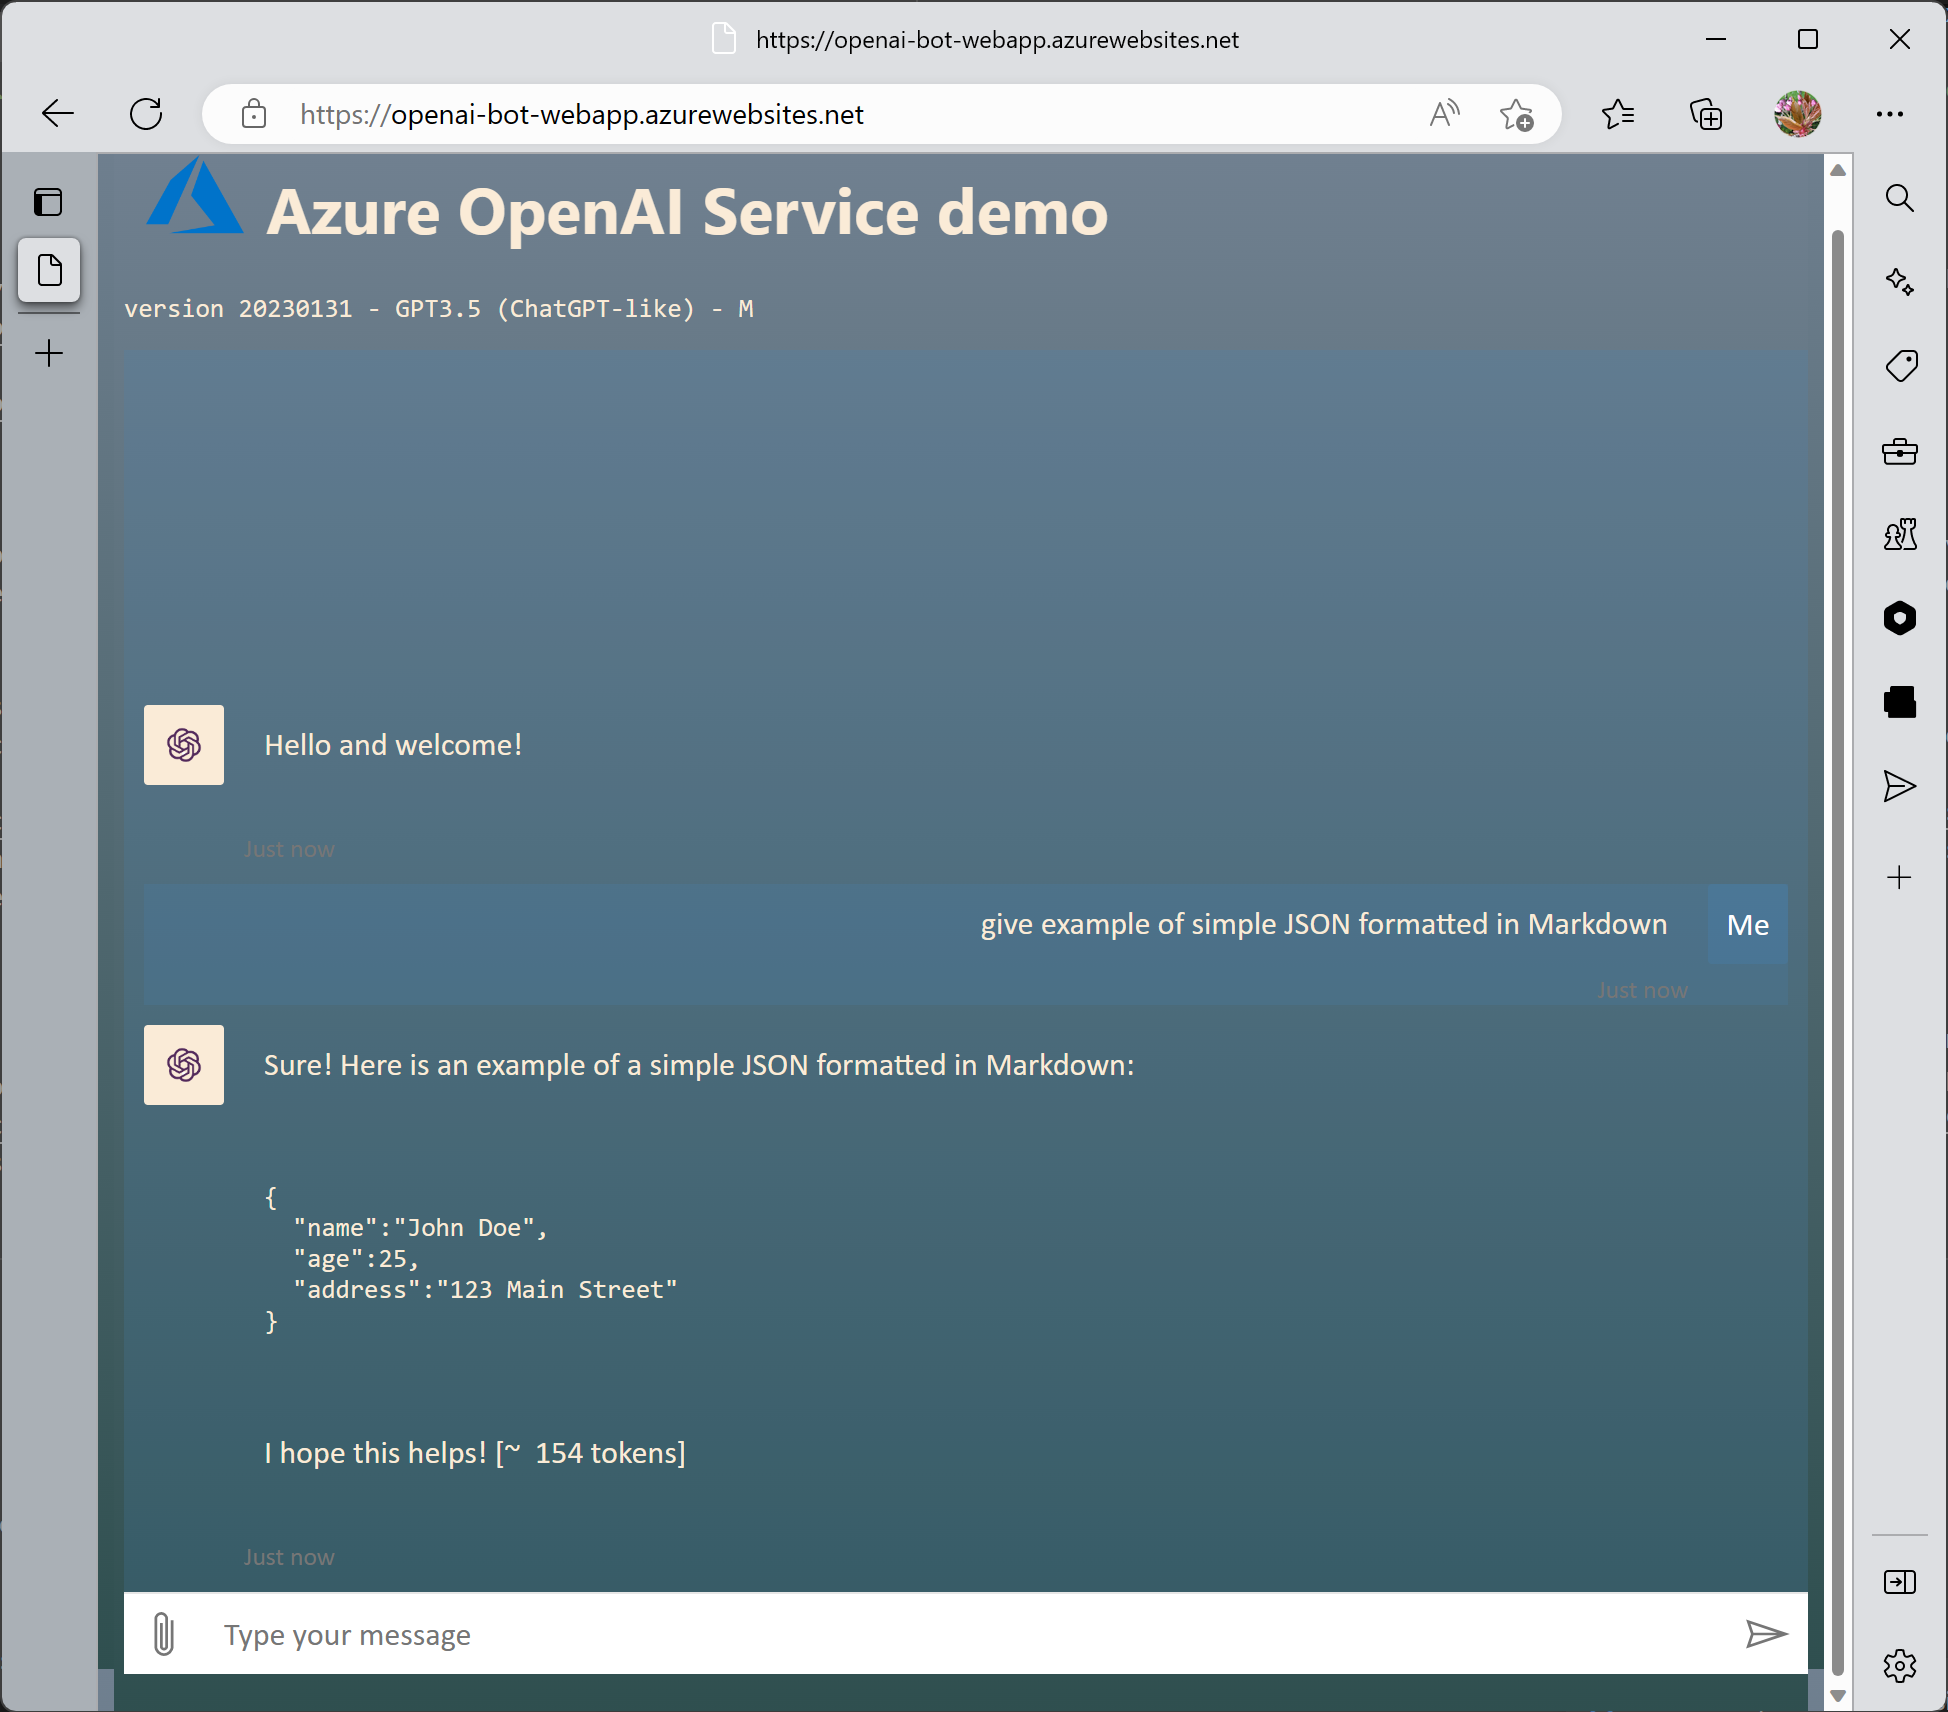 https://openai-bot-webapp.azurewebsites.net
https://openai-bot-webapp.azurewebsites.net
Azure OpenAI Service demo
version 20230131 - GPT3.5 (ChatGPT-like) - M
Hello and welcome!
Just now
give example of simple JSON formatted in Markdown
Me
Just now
Sure! Here is an example of a simple JSON formatted in Markdown:
{
  "name":"John Doe",
  "age":25,
  "address":"123 Main Street"
}
I hope this helps! [~  154 tokens]
Just now
Type your message